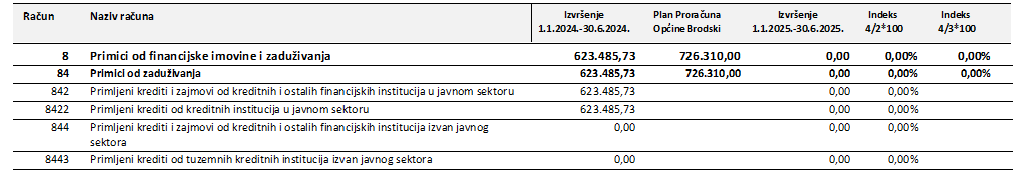 Račun Naziv računa Izvršenje 1.1.2024.-30.6.2024. Plan Proračuna Općine Brodski Izvršenje 1.1.2025.-30.6.2025. Indeks 4/2*100 Indeks 4/3*100
8 Primici od financijske imovine i zaduživanja 623.485,73 726.310,00 0,00 0,00% 0,00%
84 Primici od zaduživanja 623.485,73 726.310,00 0,00 0,00% 0,00%
842 Primljeni krediti i zajmovi od kreditnih i ostalih financijskih institucija u javnom sektoru 623.485,73 0,00 0,00%
8422 Primljeni krediti od kreditnih institucija u javnom sektoru 623.485,73 0,00 0,00%
844 Primljeni krediti i zajmovi od kreditnih i ostalih financijskih institucija izvan javnog 0,00 0,00 0,00%
sektora
8443 Primljeni krediti od tuzemnih kreditnih institucija izvan javnog sektora 0,00 0,00 0,00%